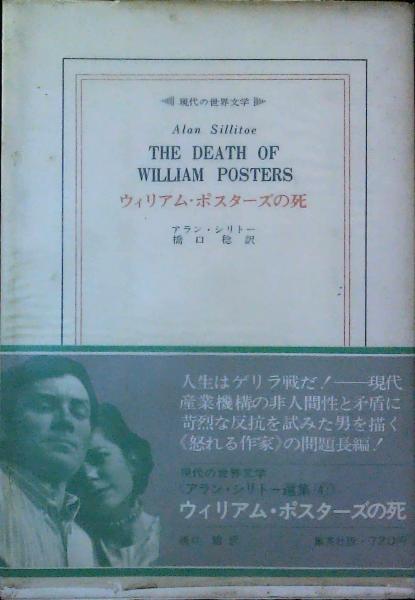 現代の世界文学
Alan Sillitoe
THE DEATH OF
WILLIAM POSTERS
ウィリアム・ポスターズの死
アラン・シリトー
橋口 稔 訳
人生はゲリラ戦だ!――現代
産業機構の非人間性と矛盾に
苛烈な反抗を試みた男を描く
《怒れる作家》の問題長編!
現代の世界文学
《アラン・シリトー選集 4》
ウィリアム・ポスターズの死
橋口 稔 訳
集英社版・720円